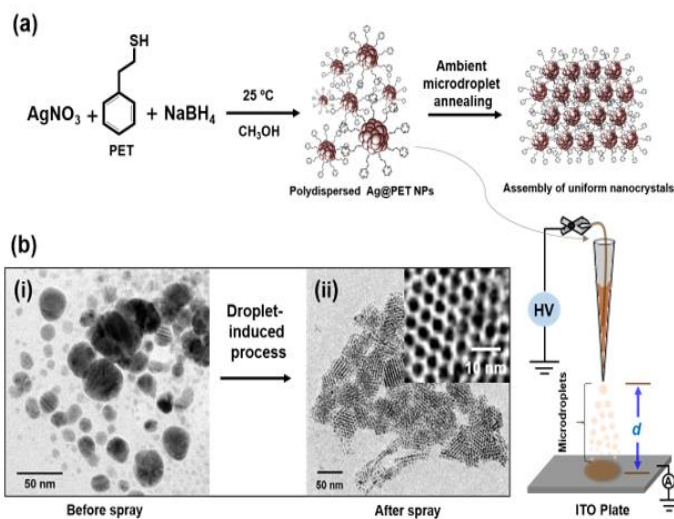 (a)
SH
AgNO₃ + + NaBH₄
PET
25 ºC
CH₃OH
Ambient
microdroplet
annealing
Polydispersed Ag@PET NPs
Assembly of uniform nanocrystals
(b)
(i)
50 nm
Before spray
Droplet-
induced
process
(ii)
10 nm
50 nm
After spray
HV
Microdroplets
d
A
ITO Plate